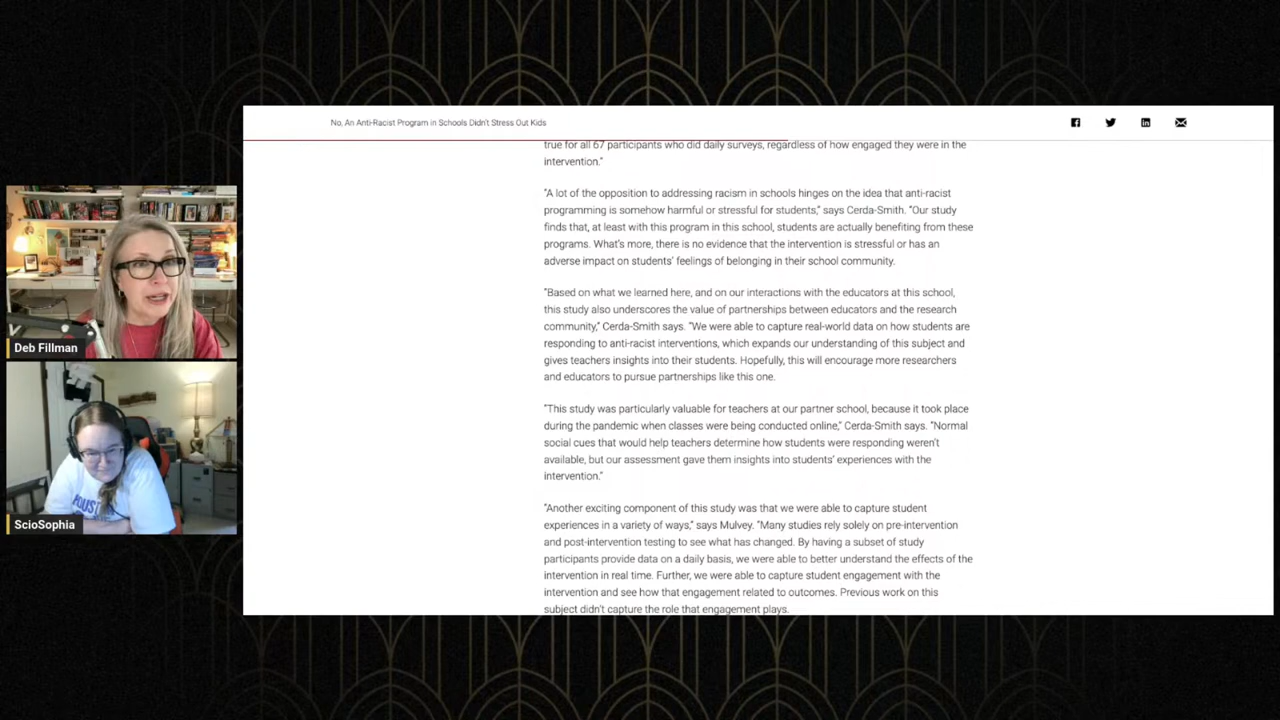 No, An Anti-Racist Program in Schools Didn't Stress Out Kids
true for all 67 participants who did daily surveys, regardless of how engaged they were in the
intervention."
"A lot of the opposition to addressing racism in schools hinges on the idea that anti-racist
programming is somehow harmful or stressful for students," says Cerda-Smith. "Our study
finds that, at least with this program in this school, students are actually benefiting from these
programs. What's more, there is no evidence that the intervention is stressful or has an
adverse impact on students' feelings of belonging in their school community.
"Based on what we learned here, and on our interactions with the educators at this school,
this study also underscores the value of partnerships between educators and the research
community," Cerda-Smith says. "We were able to capture real-world data on how students are
responding to anti-racist interventions, which expands our understanding of this subject and
gives teachers insights into their students. Hopefully, this will encourage more researchers
and educators to pursue partnerships like this one.
"This study was particularly valuable for teachers at our partner school, because it took place
during the pandemic when classes were being conducted online," Cerda-Smith says. "Normal
social cues that would help teachers determine how students were responding weren't
available, but our assessment gave them insights into students' experiences with the
intervention."
"Another exciting component of this study was that we were able to capture student
experiences in a variety of ways," says Mulvey. "Many studies rely solely on pre-intervention
and post-intervention testing to see what has changed. By having a subset of study
participants provide data on a daily basis, we were able to better understand the effects of the
intervention in real time. Further, we were able to capture student engagement with the
intervention and see how that engagement related to outcomes. Previous work on this
subject didn't capture the role that engagement plays.
Deb Fillman
ScioSophia